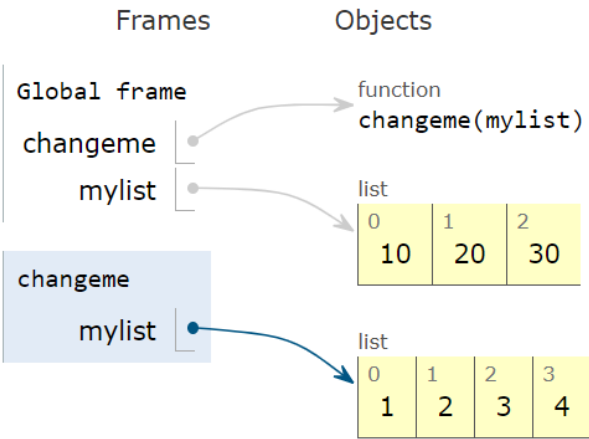 Frames Objects
Global frame
function
changeme changeme(mylist)
mylist
list
0 1 2
10 20 30
changeme
mylist
list
0 1 2 3
1 2 3 4